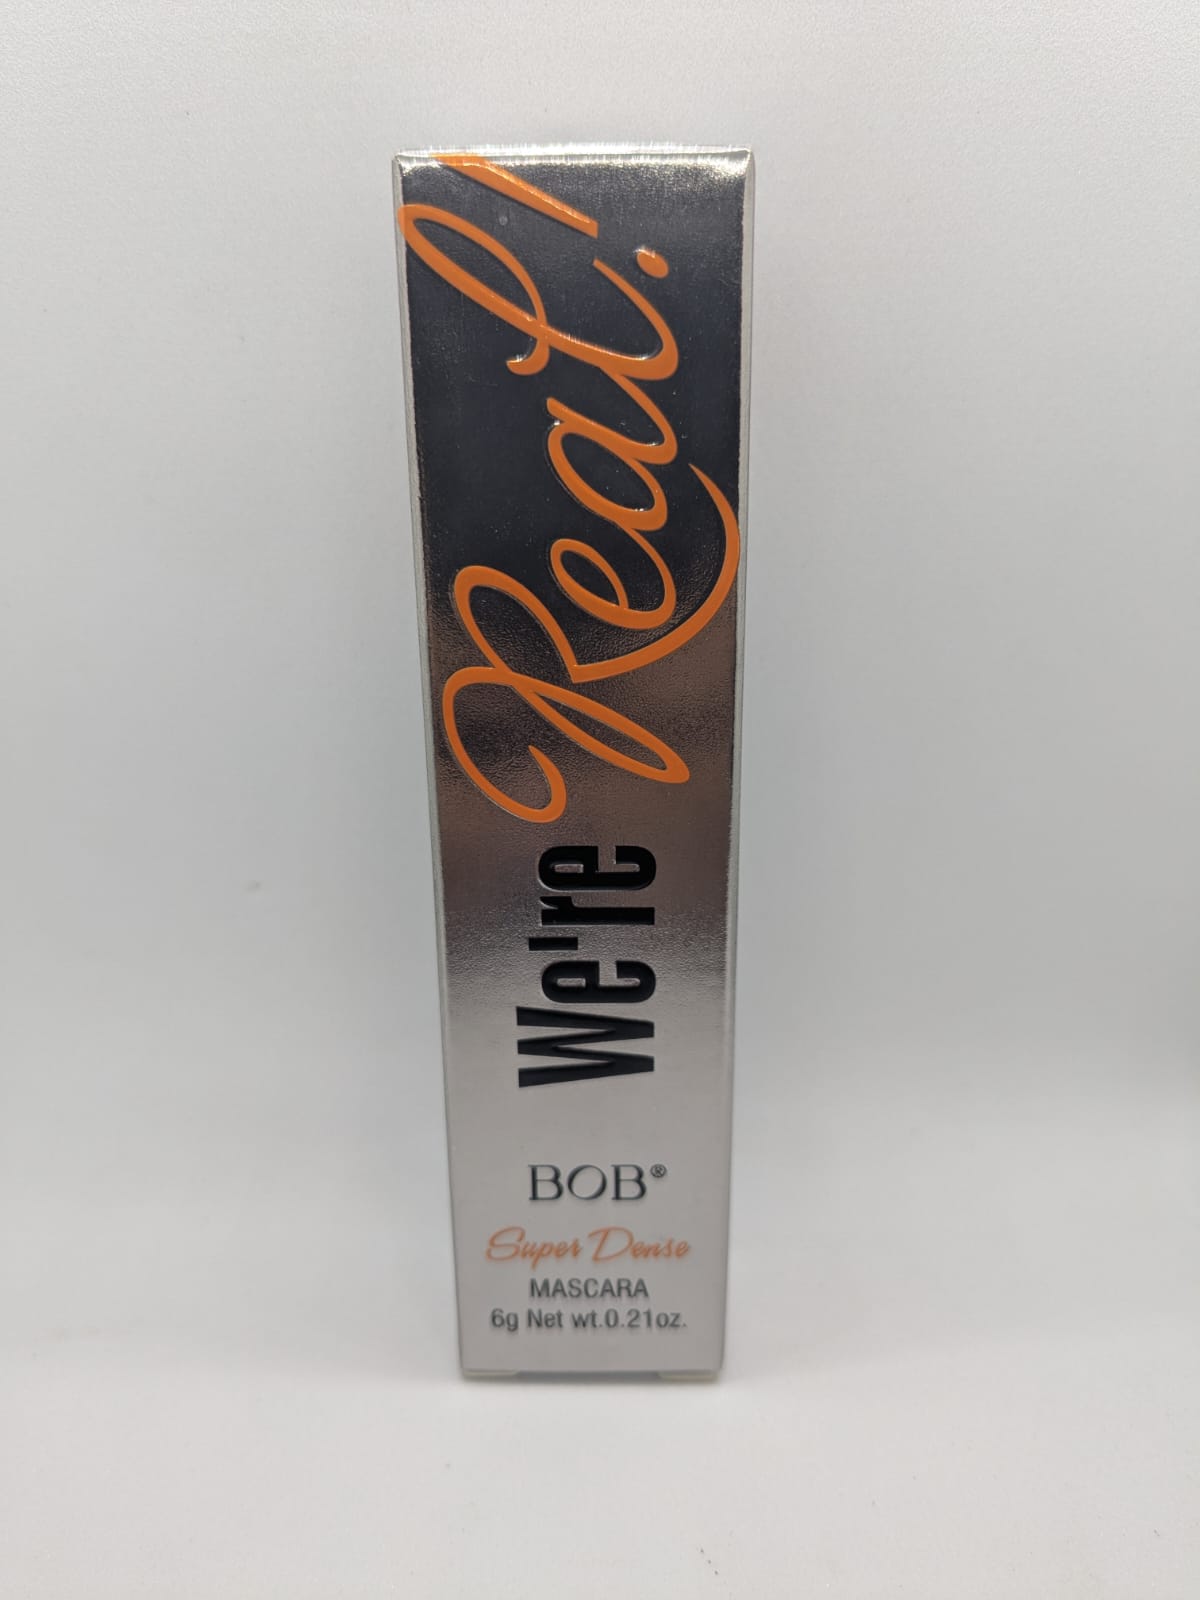 We're Real!
BOB®
Super Dense
MASCARA
6g Net wt.0.21oz.